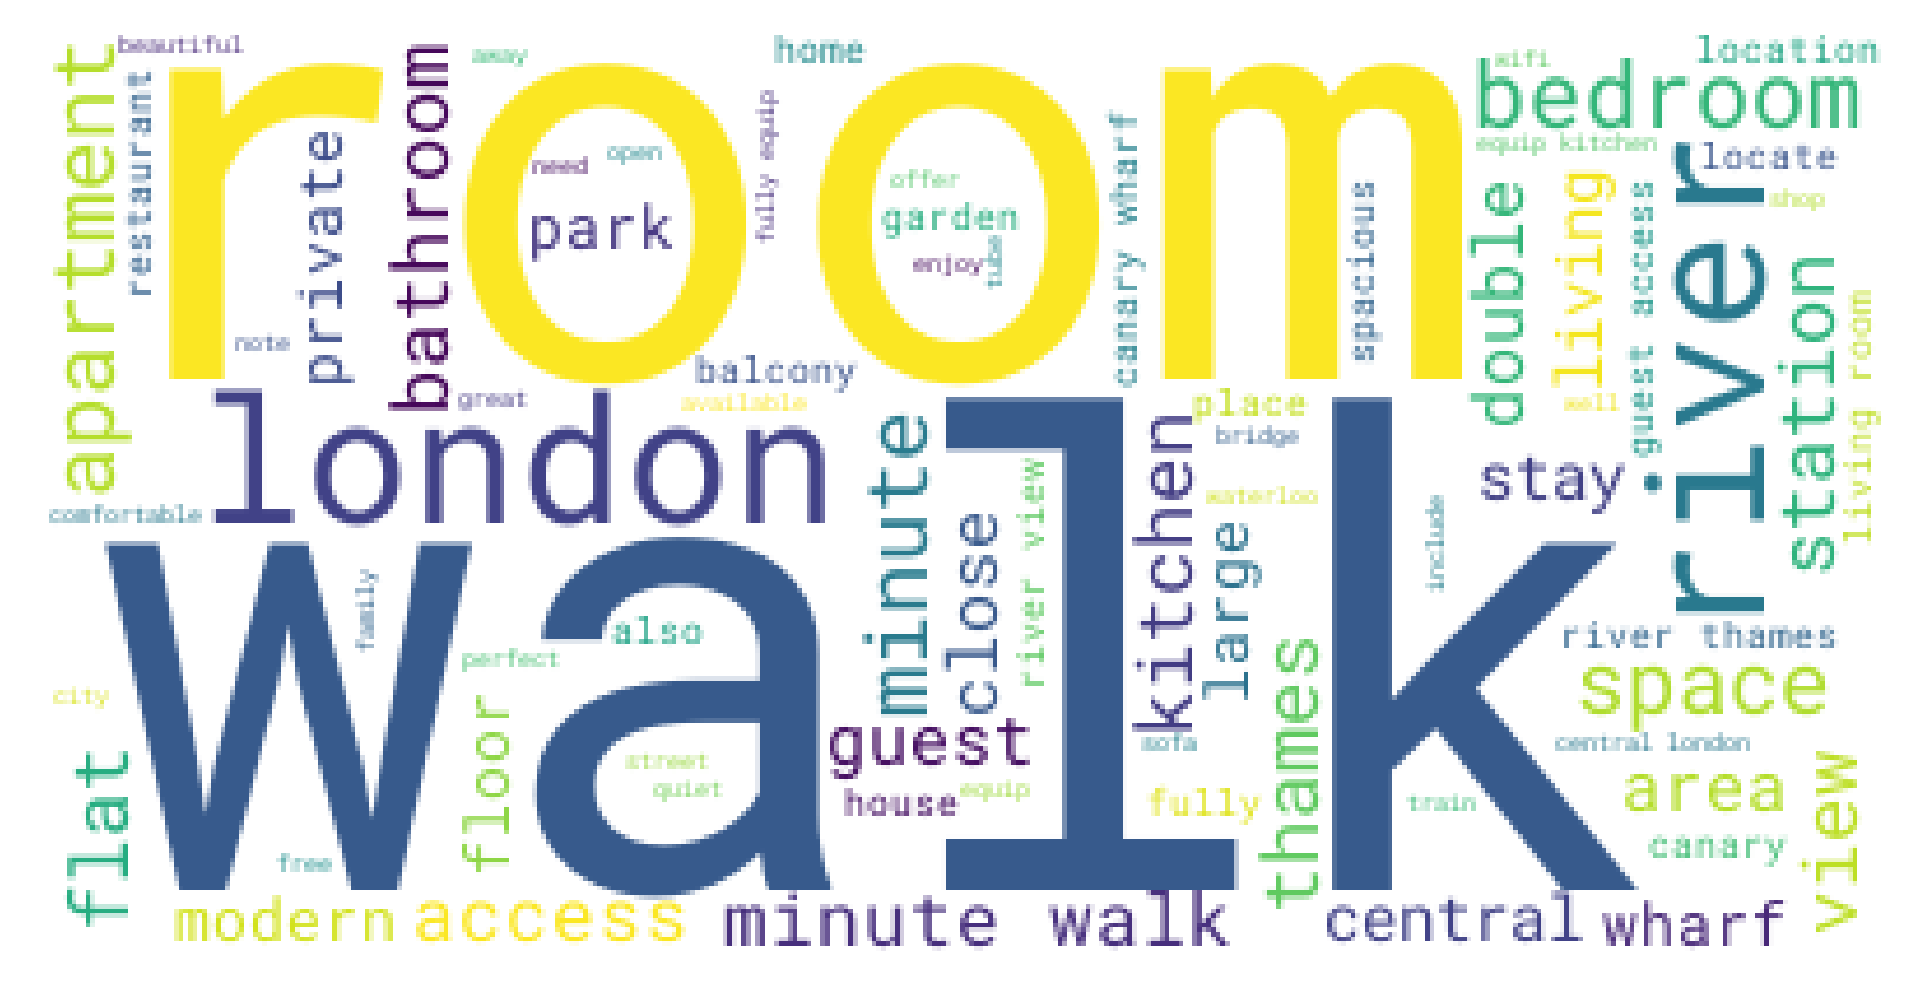 beautiful
away
home
wifi
location
apartment
restaurant
room
bathroom
private
need
open
park
fully equip
offer
garden
enjoy
tube
canary wharf
spacious
bedroom
equip kitchen
locate
shop
double
living
guest access
river
station
living room
note
balcony
great
available
london
minute
place
bridge
well
kitchen
waterloo
stay
comfortable
walk
family
also
perfect
close
river view
large
include
river thames
space
city
flat
floor
street
quiet
guest
house
equip
sofa
fully
thames
train
central london
area
canary
view
free
modern
access
minute walk
central
wharf